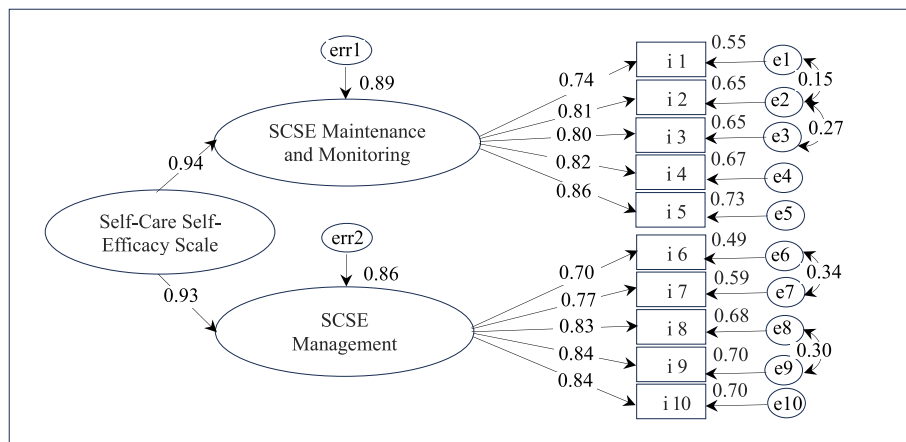 err1
0.89
SCSE Maintenance
and Monitoring
0.94
Self-Care Self-
Efficacy Scale
0.93
err2
0.86
SCSE
Management
0.74
0.81
0.80
0.82
0.86
0.70
0.77
0.83
0.84
0.84
i 1
0.55
e1
0.15
i 2
0.65
e2
0.27
i 3
0.65
e3
i 4
0.67
e4
i 5
0.73
e5
i 6
0.49
e6
0.34
i 7
0.59
e7
i 8
0.68
e8
0.30
i 9
0.70
e9
i 10
0.70
e10